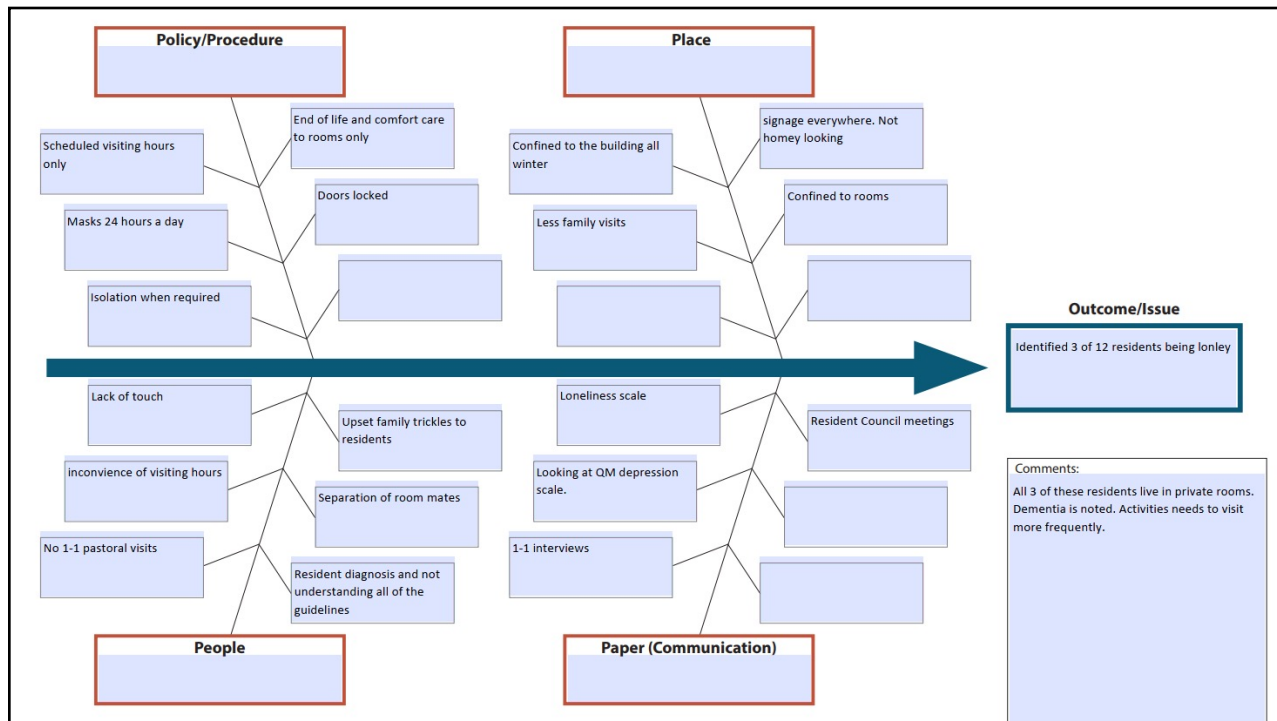 Policy/Procedure
Place
End of life and comfort care
to rooms only
Scheduled visiting hours
only
Doors locked
Masks 24 hours a day
Isolation when required
signage everywhere. Not
homey looking
Confined to the building all
winter
Confined to rooms
Less family visits
Outcome/Issue
Identified 3 of 12 residents being lonley
Lack of touch
Upset family trickles to
residents
inconvience of visiting hours
Separation of room mates
No 1-1 pastoral visits
Resident diagnosis and not
understanding all of the
guidelines
Loneliness scale
Resident Council meetings
Looking at QM depression
scale.
1-1 interviews
Comments:
All 3 of these residents live in private rooms.
Dementia is noted. Activities needs to visit
more frequently.
People
Paper (Communication)